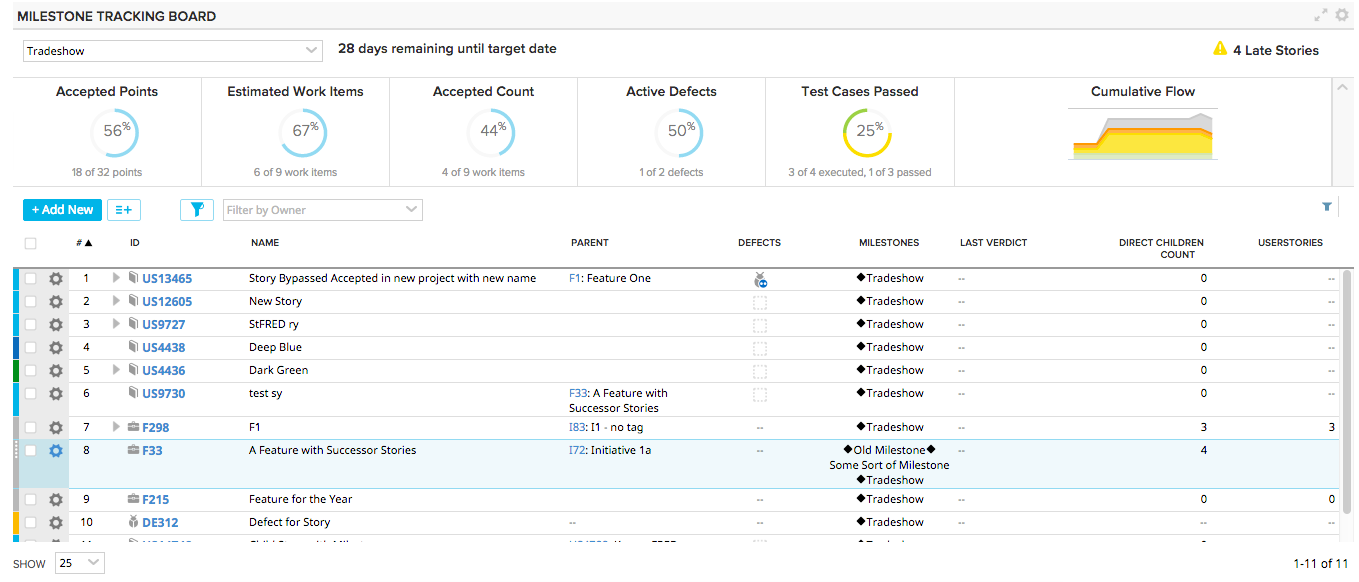 MILESTONE TRACKING BOARD
Tradeshow 28 days remaining until target date 4 Late Stories
Accepted Points Estimated Work Items Accepted Count Active Defects Test Cases Passed Cumulative Flow
56% 67% 44% 50% 25%
18 of 32 points 6 of 9 work items 4 of 9 work items 1 of 2 defects 3 of 4 executed, 1 of 3 passed
+ Add New Filter by Owner
# ID NAME PARENT DEFECTS MILESTONES LAST VERDICT DIRECT CHILDREN USERSTORIES
COUNT
1 US13465 Story Bypassed Accepted in new project with new name F1: Feature One ◆Tradeshow -- 0 --
2 US12605 New Story ◆Tradeshow -- 0 --
3 US9727 StFRED ry ◆Tradeshow -- 0 --
4 US4438 Deep Blue ◆Tradeshow -- 0 --
5 US4436 Dark Green ◆Tradeshow -- 0 --
6 US9730 test sy F33: A Feature with ◆Tradeshow -- 0 --
Successor Stories
7 F298 F1 I83: I1 - no tag -- ◆Tradeshow -- 3 3
8 F33 A Feature with Successor Stories I72: Initiative 1a -- ◆Old Milestone◆ -- 4
Some Sort of Milestone
◆Tradeshow
9 F215 Feature for the Year -- ◆Tradeshow -- 0 0
10 DE312 Defect for Story -- -- ◆Tradeshow -- -- --
SHOW 25 1-11 of 11